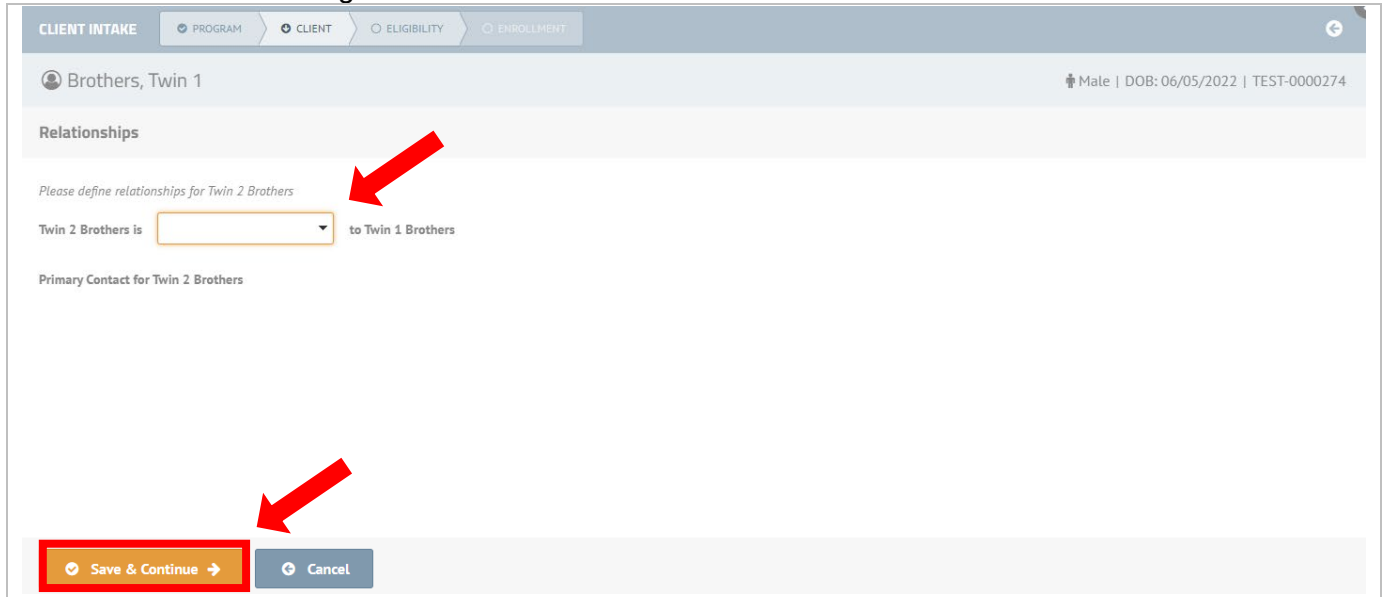 CLIENT INTAKE PROGRAM CLIENT ELIGIBILITY ENROLLMENT
Brothers, Twin 1 Male | DOB: 06/05/2022 | TEST-0000274
Relationships
Please define relationships for Twin 2 Brothers
Twin 2 Brothers is to Twin 1 Brothers
Primary Contact for Twin 2 Brothers
Save & Continue Cancel